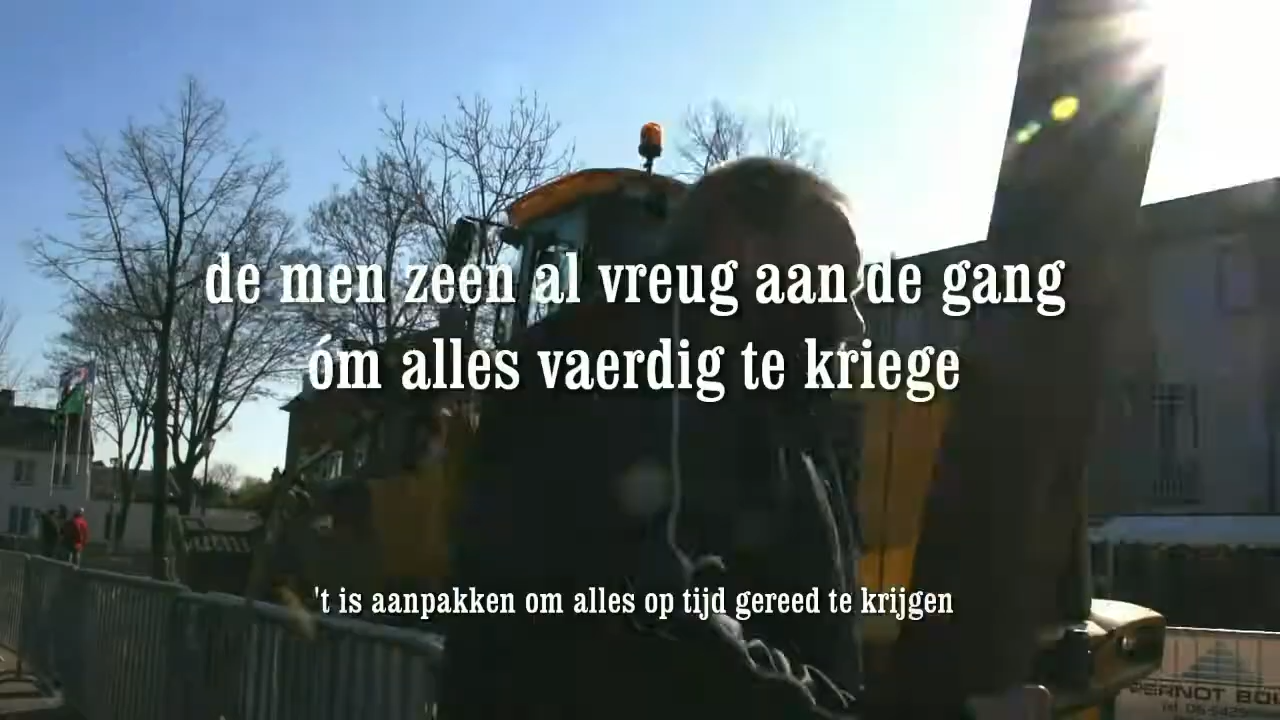 de men zeen al vreug aan de gang
óm alles vaerdig te kriege
't is aanpakken om alles op tijd gereed te krijgen